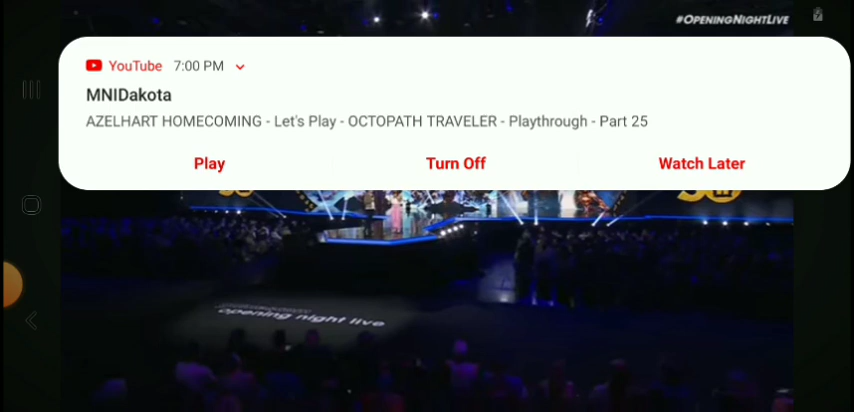 #OPENINGNIGHTLIVE
YouTube 7:00 PM
MNIDakota
AZELHART HOMECOMING - Let's Play - OCTOPATH TRAVELER - Playthrough - Part 25
Play Turn Off Watch Later
opening night live